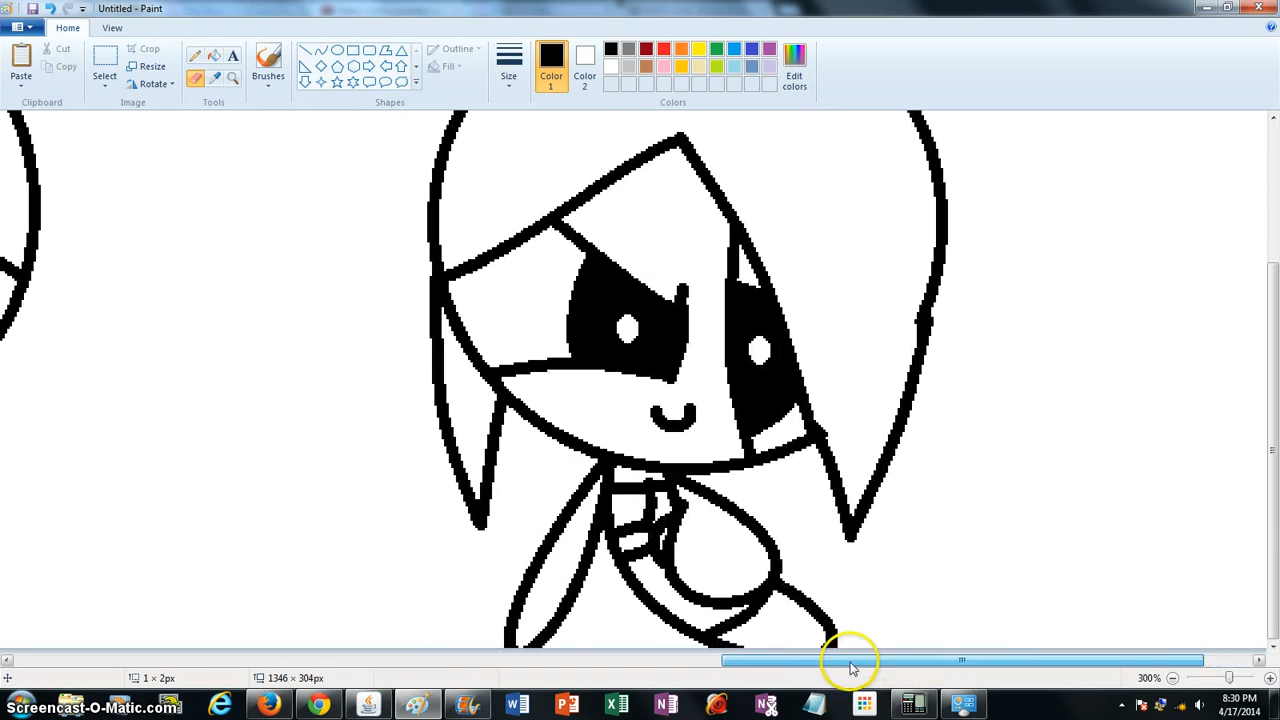 Untitled - Paint
Home
View
Paste
Cut
Copy
Clipboard
Select
Crop
Resize
Rotate
Image
Tools
Brushes
Shapes
Outline
Fill
Size
Color
1
Color
2
Edit
colors
Colors
1 × 2px
1346 × 304px
300%
Screencast-O-Matic.com
3:30 PM
4/17/2014